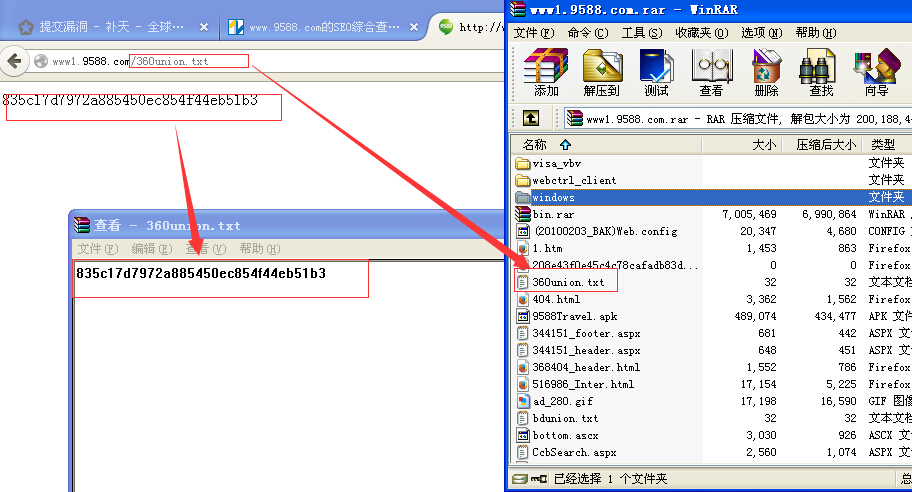 提交漏洞 - 补天 - 全球…
www.9588.com的SEO综合查…
http://w
www1.9588.com/360union.txt
835c17d7972a885450ec854f44eb51b3
查看 - 360union.txt
文件(F) 编辑(E) 查看(V) 帮助(H)
835c17d7972a885450ec854f44eb51b3
www1.9588.com.rar - WinRAR
文件(F) 命令(C) 工具(S) 收藏夹(O) 选项(N) 帮助(H)
添加 解压到 测试 查看 删除 查找 向导
www1.9588.com.rar - RAR 压缩文件, 解包大小为 200,188,4
名称 大小 压缩后大小 类型
visa_vbv 文件夹
webctrl_client 文件夹
windows 文件夹
bin.rar 7,005,469 6,990,864 WinRAR
(20100203_BAK)Web.config 20,347 4,680 CONFIG
1.htm 1,453 863 Firefox
208e43f0e45c4c78cafadb83d... 0 0 Firefox
360union.txt 32 32 文本文档
404.html 3,362 1,562 Firefox
9588Travel.apk 489,074 434,477 APK 文
344151_footer.aspx 681 442 ASPX 文
344151_header.aspx 648 451 ASPX 文
368404_header.html 1,552 786 Firefox
516986_Inter.html 17,154 5,225 Firefox
ad_280.gif 17,198 16,590 GIF 图像
bdunion.txt 32 32 文本文档
bottom.ascx 3,030 926 ASCX 文
CcbSearch.aspx 2,560 1,074 ASPX 文
已经选择 1 个文件夹 总